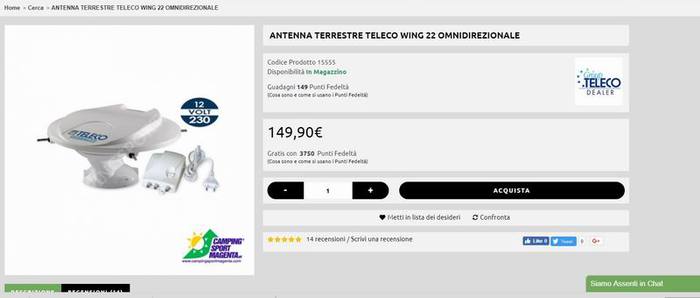 Home » Cerca » ANTENNA TERRESTRE TELECO WING 22 OMNIDIREZIONALE
ANTENNA TERRESTRE TELECO WING 22 OMNIDIREZIONALE
Codice Prodotto 15555
Disponibilità In Magazzino
Guadagni 149 Punti Fedeltà
(Cosa sono e come si usano i Punti Fedeltà)
TELECO
DEALER
12
VOLT
230
TELECO
149,90€
Gratis con 3750 Punti Fedeltà
(Cosa sono e come si usano i Punti Fedeltà)
- 1 +
ACQUISTA
Metti in lista dei desideri Confronta
14 recensioni / Scrivi una recensione
Like 0 Tweet 0 G+
CAMPING
SPORT
MAGENTA
www.campingsportmagenta.com
Siamo Assenti in Chat
DESCRIZIONE RECENSIONI (14)